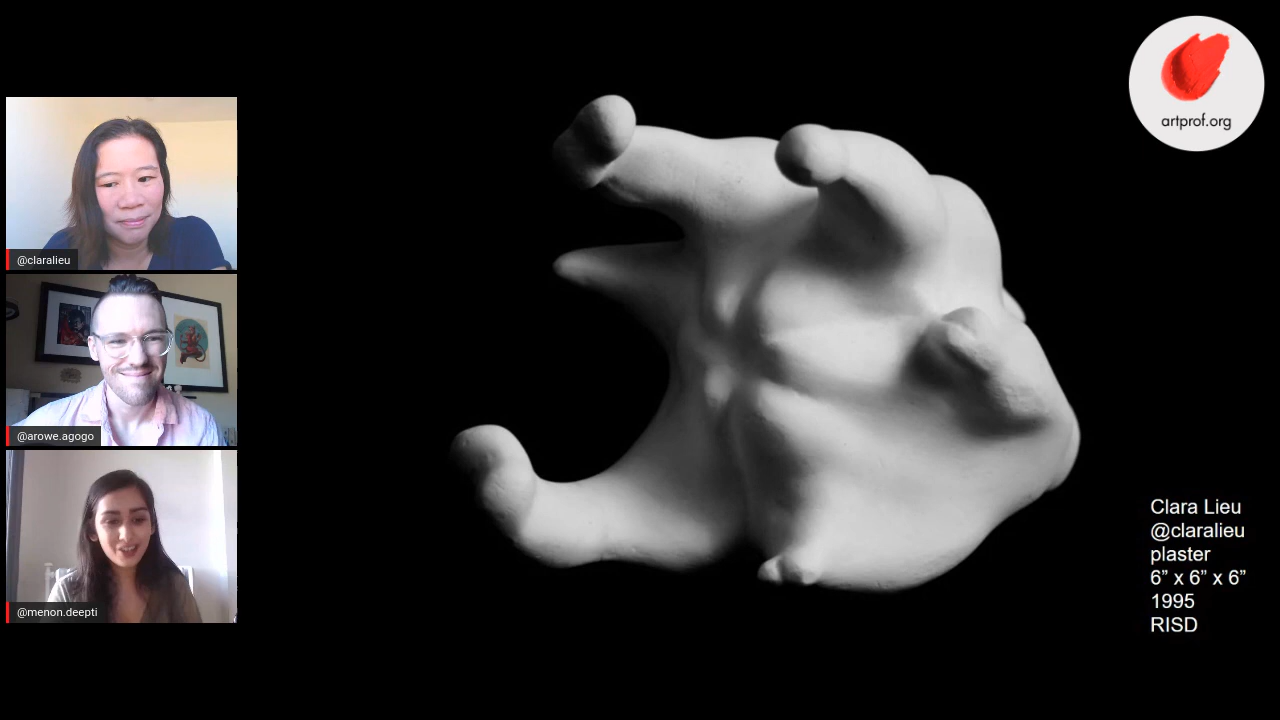 artprof.org
@claralieu
@arowe.agogo
@menon.deepti
Clara Lieu
@claralieu
plaster
6” x 6” x 6”
1995
RISD